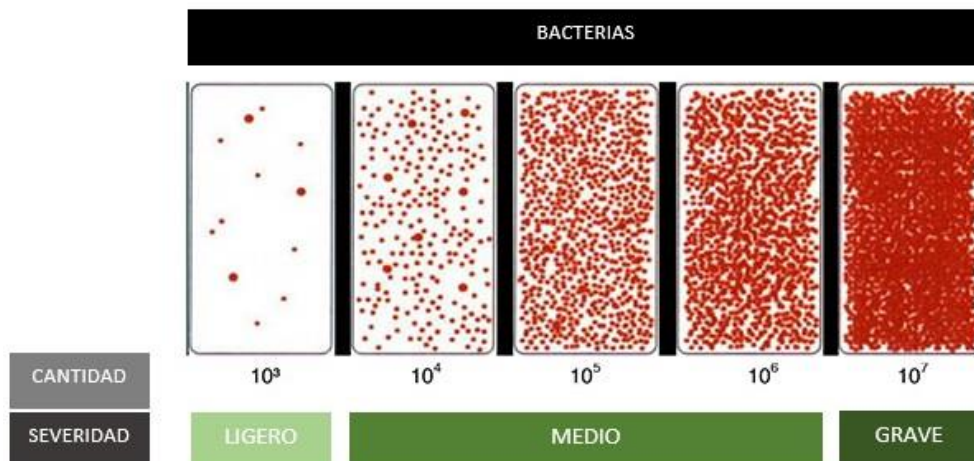 BACTERIAS
CANTIDAD 10³ 10⁴ 10⁵ 10⁶ 10⁷
SEVERIDAD LIGERO MEDIO GRAVE